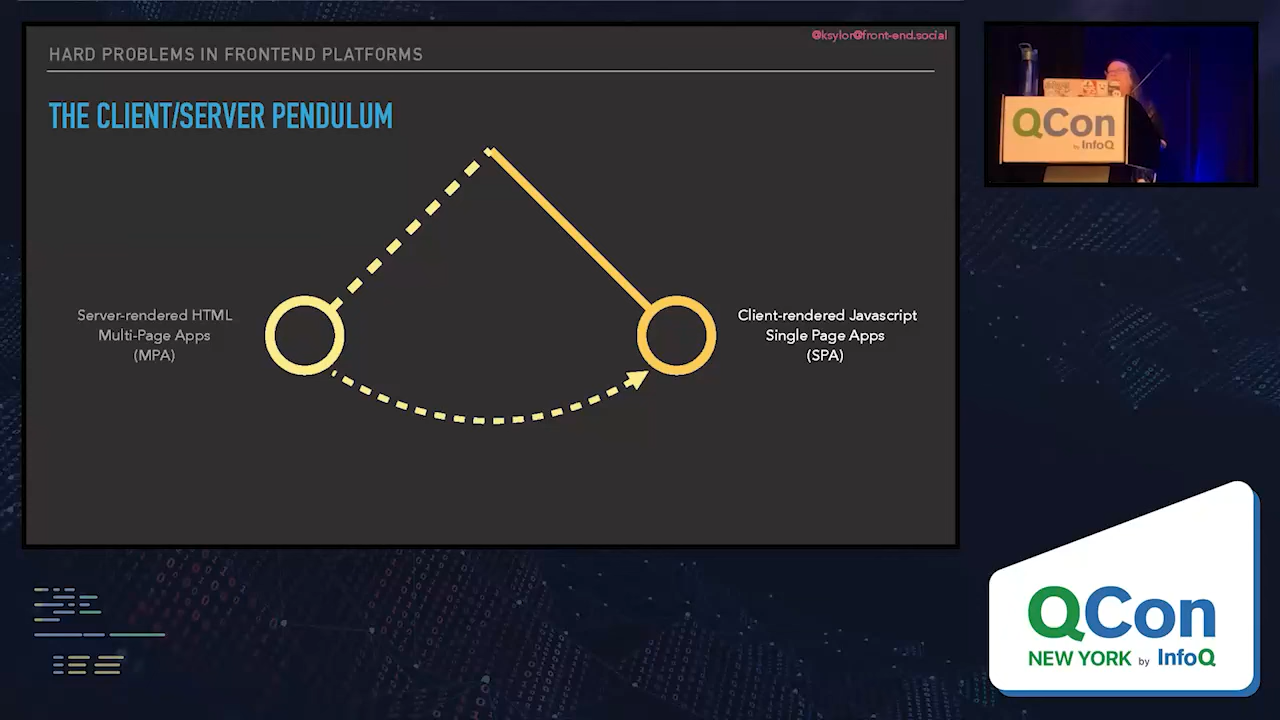 @ksylor@front-end.social
HARD PROBLEMS IN FRONTEND PLATFORMS
THE CLIENT/SERVER PENDULUM
Server-rendered HTML
Multi-Page Apps
(MPA)
Client-rendered Javascript
Single Page Apps
(SPA)
QCon
by InfoQ
QCon
NEW YORK by InfoQ